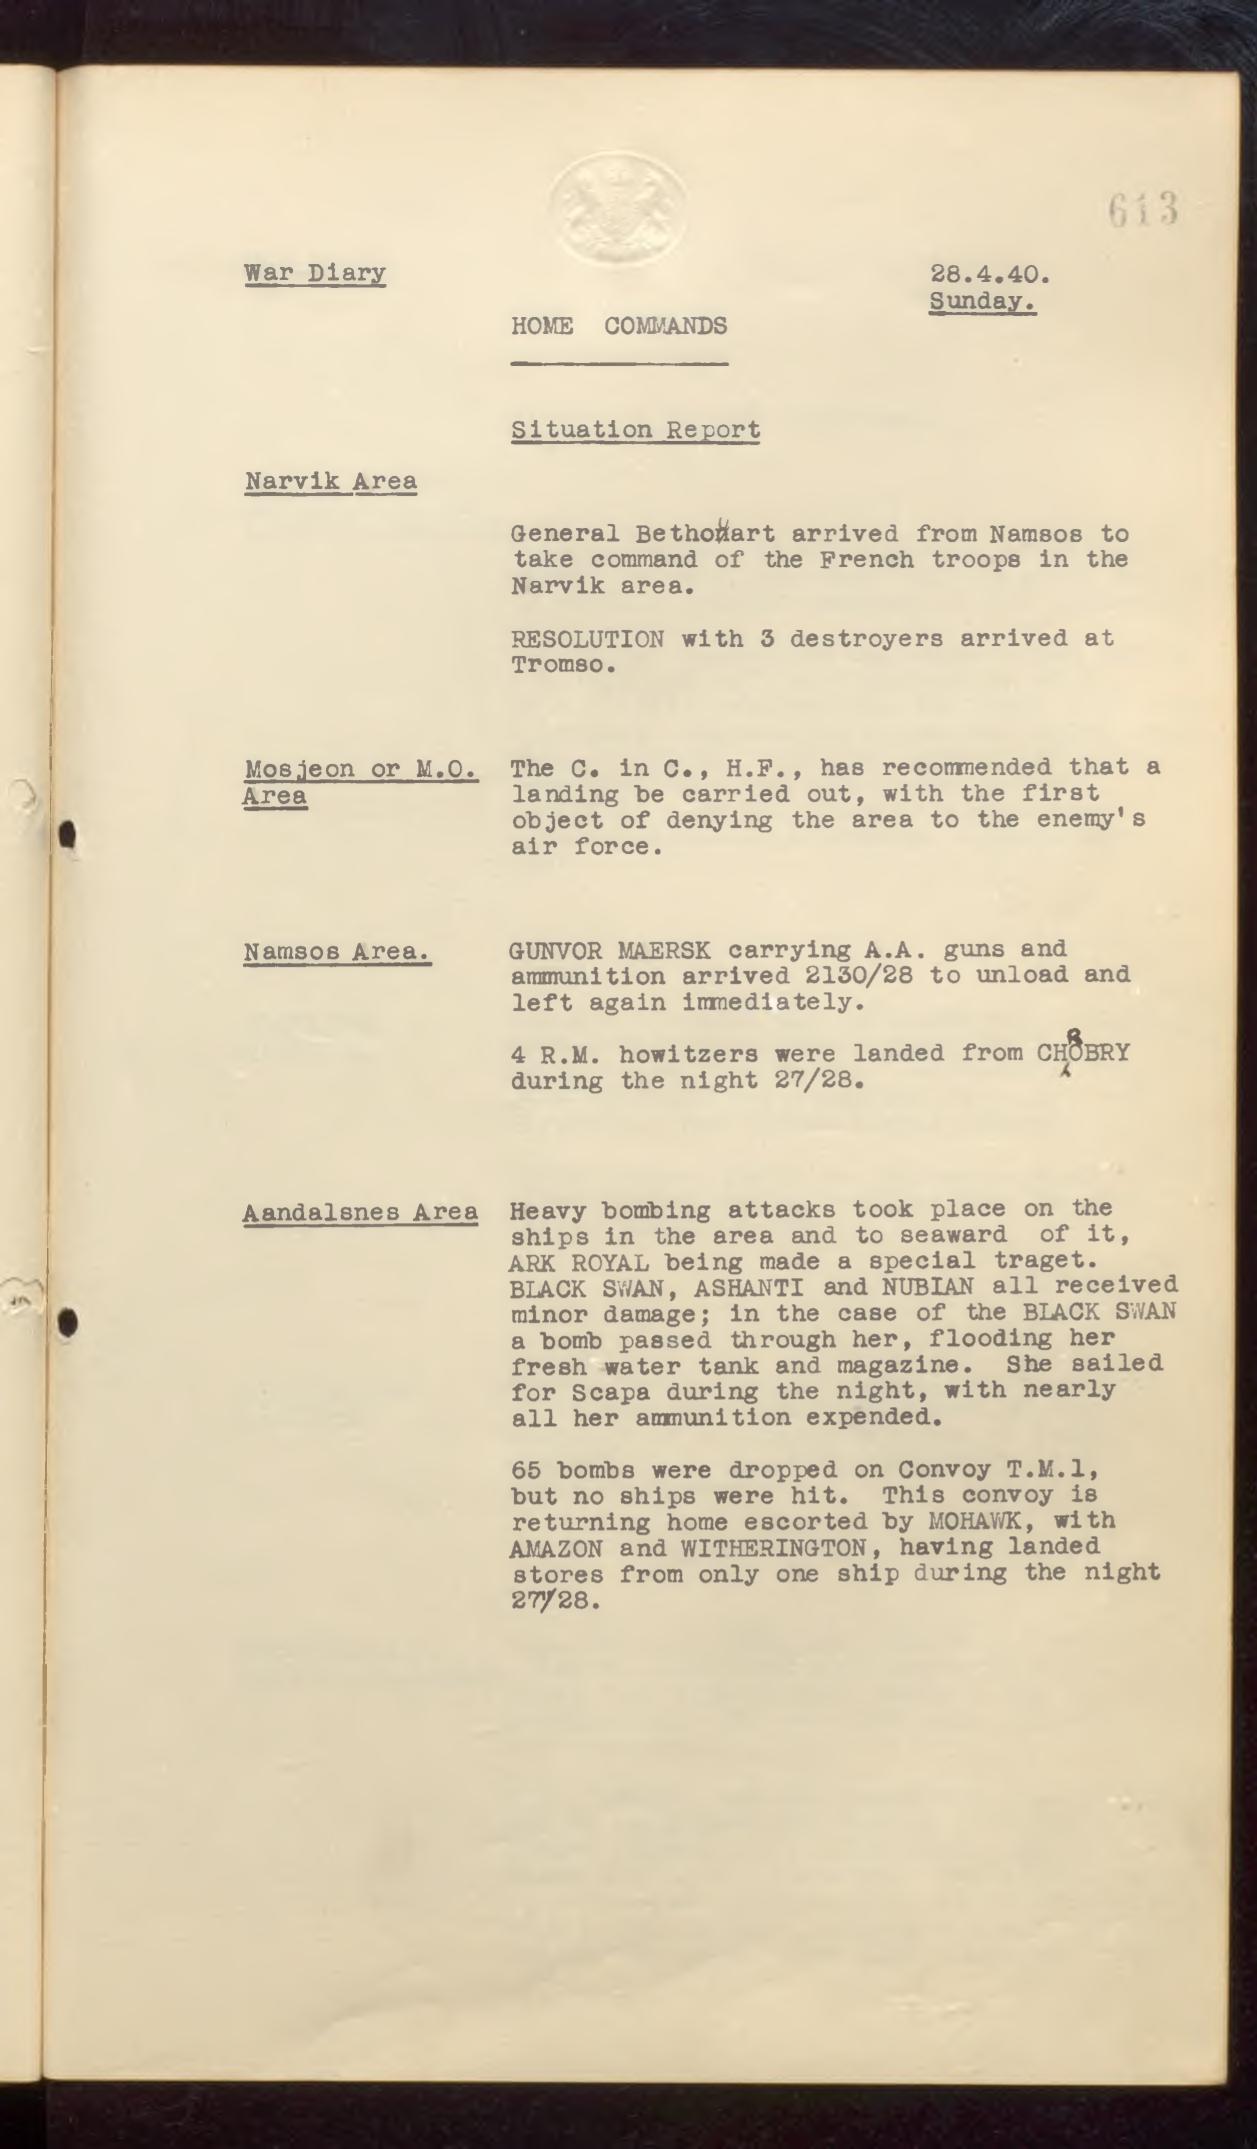 613
War Diary
28.4.40.
Sunday.
HOME COMMANDS
Situation Report
Narvik Area
General Bethouart arrived from Namsos to
take command of the French troops in the
Narvik area.
RESOLUTION with 3 destroyers arrived at
Tromso.
Mosjeon or M.O.
Area
The C. in C., H.F., has recommended that a
landing be carried out, with the first
object of denying the area to the enemy's
air force.
Namsos Area.
GUNVOR MAERSK carrying A.A. guns and
ammunition arrived 2130/28 to unload and
left again immediately.
4 R.M. howitzers were landed from CHROBRY
during the night 27/28.
Aandalsnes Area
Heavy bombing attacks took place on the
ships in the area and to seaward of it,
ARK ROYAL being made a special traget.
BLACK SWAN, ASHANTI and NUBIAN all received
minor damage; in the case of the BLACK SWAN
a bomb passed through her, flooding her
fresh water tank and magazine. She sailed
for Scapa during the night, with nearly
all her ammunition expended.
65 bombs were dropped on Convoy T.M.1,
but no ships were hit. This convoy is
returning home escorted by MOHAWK, with
AMAZON and WITHERINGTON, having landed
stores from only one ship during the night
27/28.